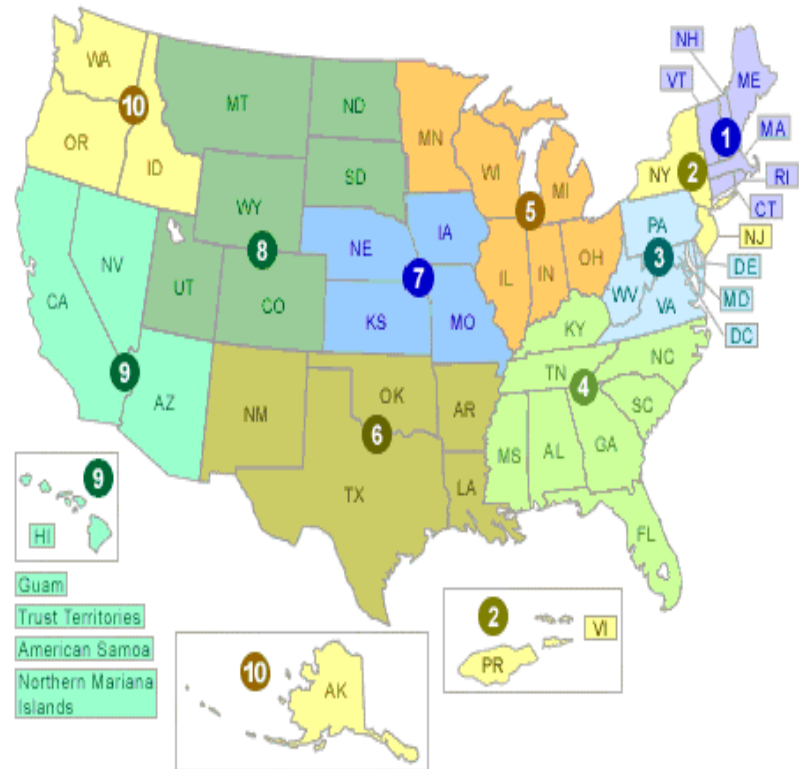 NH
WA
VT
ME
10
MT
ND
MN
1
MA
OR
ID
SD
WI
MI
NY
2
RI
WY
5
CT
PA
NJ
NE
IA
8
3
NV
7
IL
IN
OH
DE
CA
UT
CO
WV
MD
VA
KS
MO
KY
DC
NC
9
TN
AZ
OK
4
NM
AR
SC
6
MS
AL
GA
9
TX
LA
HI
FL
Guam
2
Trust Territories
VI
American Samoa
PR
10
Northern Mariana
AK
Islands